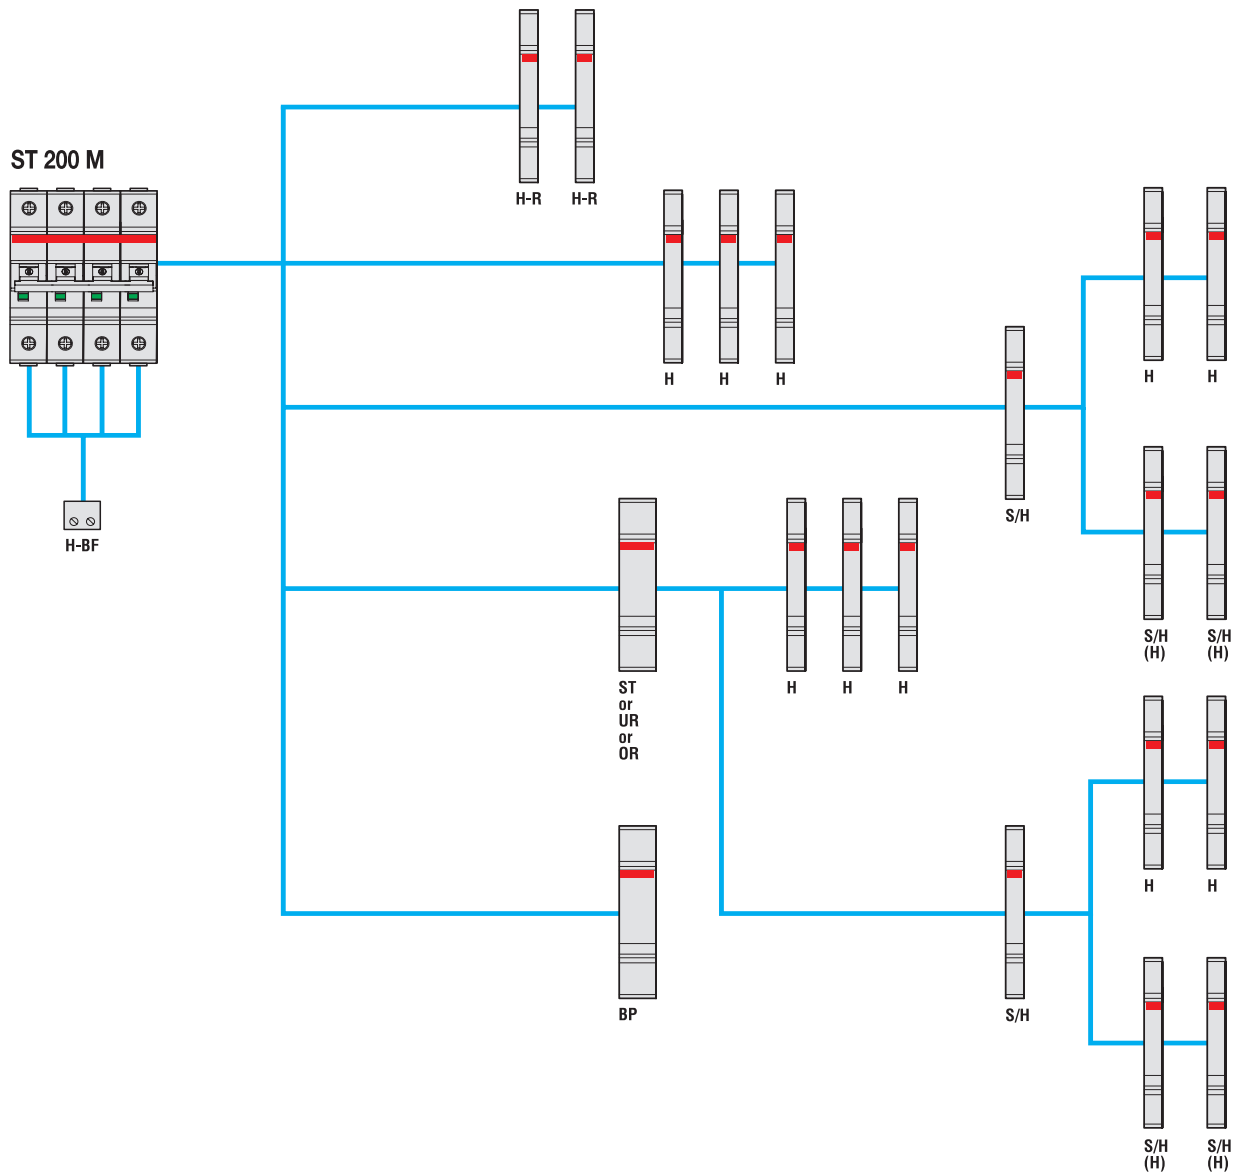 ST 200 M
H-R H-R
H H H
H H
H-BF
S/H
S/H S/H
(H) (H)
ST
or
UR
or
OR
H H H
H H
BP
S/H
S/H S/H
(H) (H)